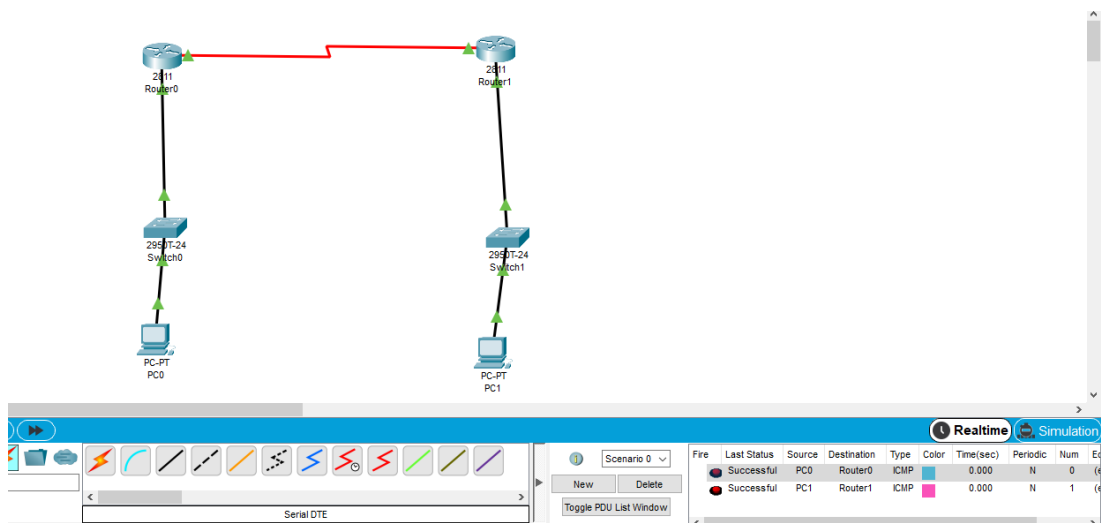 2811
Router0
2811
Router1
2950T-24
Switch0
2950T-24
Switch1
PC-PT
PC0
PC-PT
PC1
Realtime
Simulation
Scenario 0
New
Delete
Toggle PDU List Window
Serial DTE
Fire Last Status Source Destination Type Color Time(sec) Periodic Num
Successful PC0 Router0 ICMP 0.000 N 0
Successful PC1 Router1 ICMP 0.000 N 1